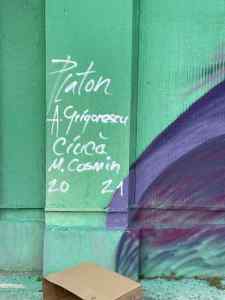 Platon
A. Grigorescu
Ciucă
M. Cosmin
20 21